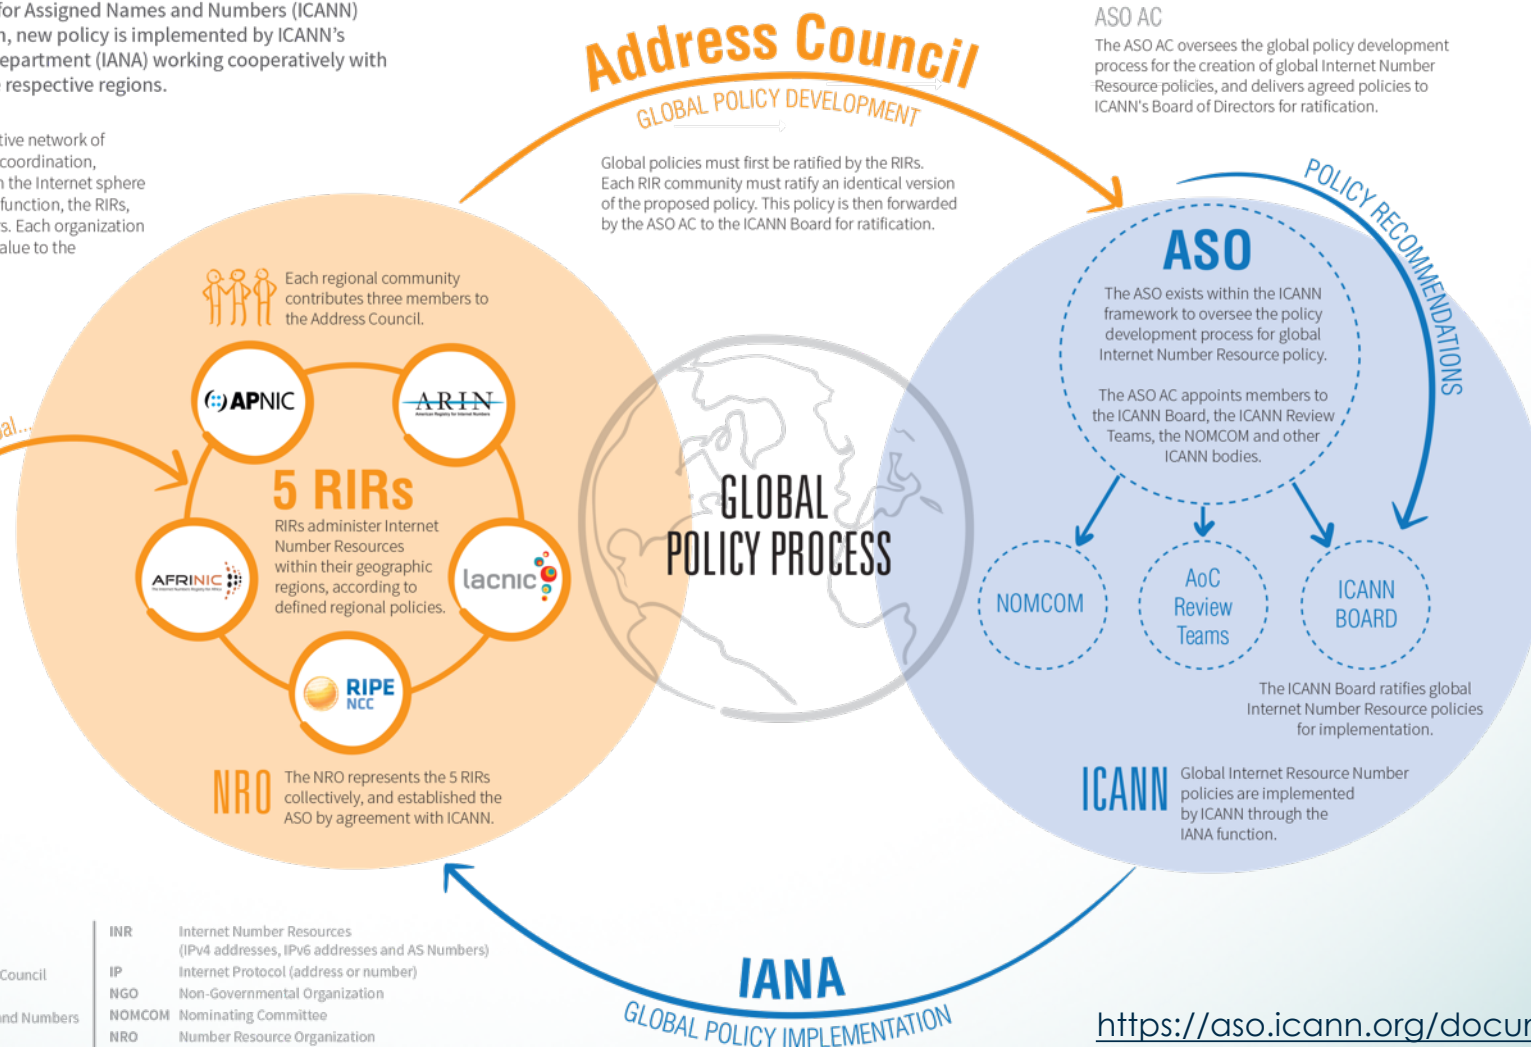 for Assigned Names and Numbers (ICANN)
, new policy is implemented by ICANN's
epartment (IANA) working cooperatively with
respective regions.
tive network of
coordination,
the Internet sphere
function, the RIRs,
Each organization
alue to the
Address Council
GLOBAL POLICY DEVELOPMENT
Global policies must first be ratified by the RIRs.
Each RIR community must ratify an identical version
of the proposed policy. This policy is then forwarded
by the ASO AC to the ICANN Board for ratification.
ASO AC
The ASO AC oversees the global policy development
process for the creation of global Internet Number
Resource policies, and delivers agreed policies to
ICANN's Board of Directors for ratification.
Each regional community
contributes three members to
the Address Council.
APNIC
ARIN
American Registry for Internet Numbers
5 RIRs
RIRs administer Internet
Number Resources
within their geographic
regions, according to
defined regional policies.
AFRINIC
The Internet Numbers Registry for Africa
lacnic
RIPE
NCC
NRO
The NRO represents the 5 RIRs
collectively, and established the
ASO by agreement with ICANN.
GLOBAL
POLICY PROCESS
POLICY RECOMMENDATIONS
ASO
The ASO exists within the ICANN
framework to oversee the policy
development process for global
Internet Number Resource policy.
The ASO AC appoints members to
the ICANN Board, the ICANN Review
Teams, the NOMCOM and other
ICANN bodies.
NOMCOM
AoC
Review
Teams
ICANN
BOARD
The ICANN Board ratifies global
Internet Number Resource policies
for implementation.
ICANN
Global Internet Resource Number
policies are implemented
by ICANN through the
IANA function.
IANA
GLOBAL POLICY IMPLEMENTATION
Council
and Numbers
INR Internet Number Resources
(IPv4 addresses, IPv6 addresses and AS Numbers)
IP Internet Protocol (address or number)
NGO Non-Governmental Organization
NOMCOM Nominating Committee
NRO Number Resource Organization
https://aso.icann.org/docu